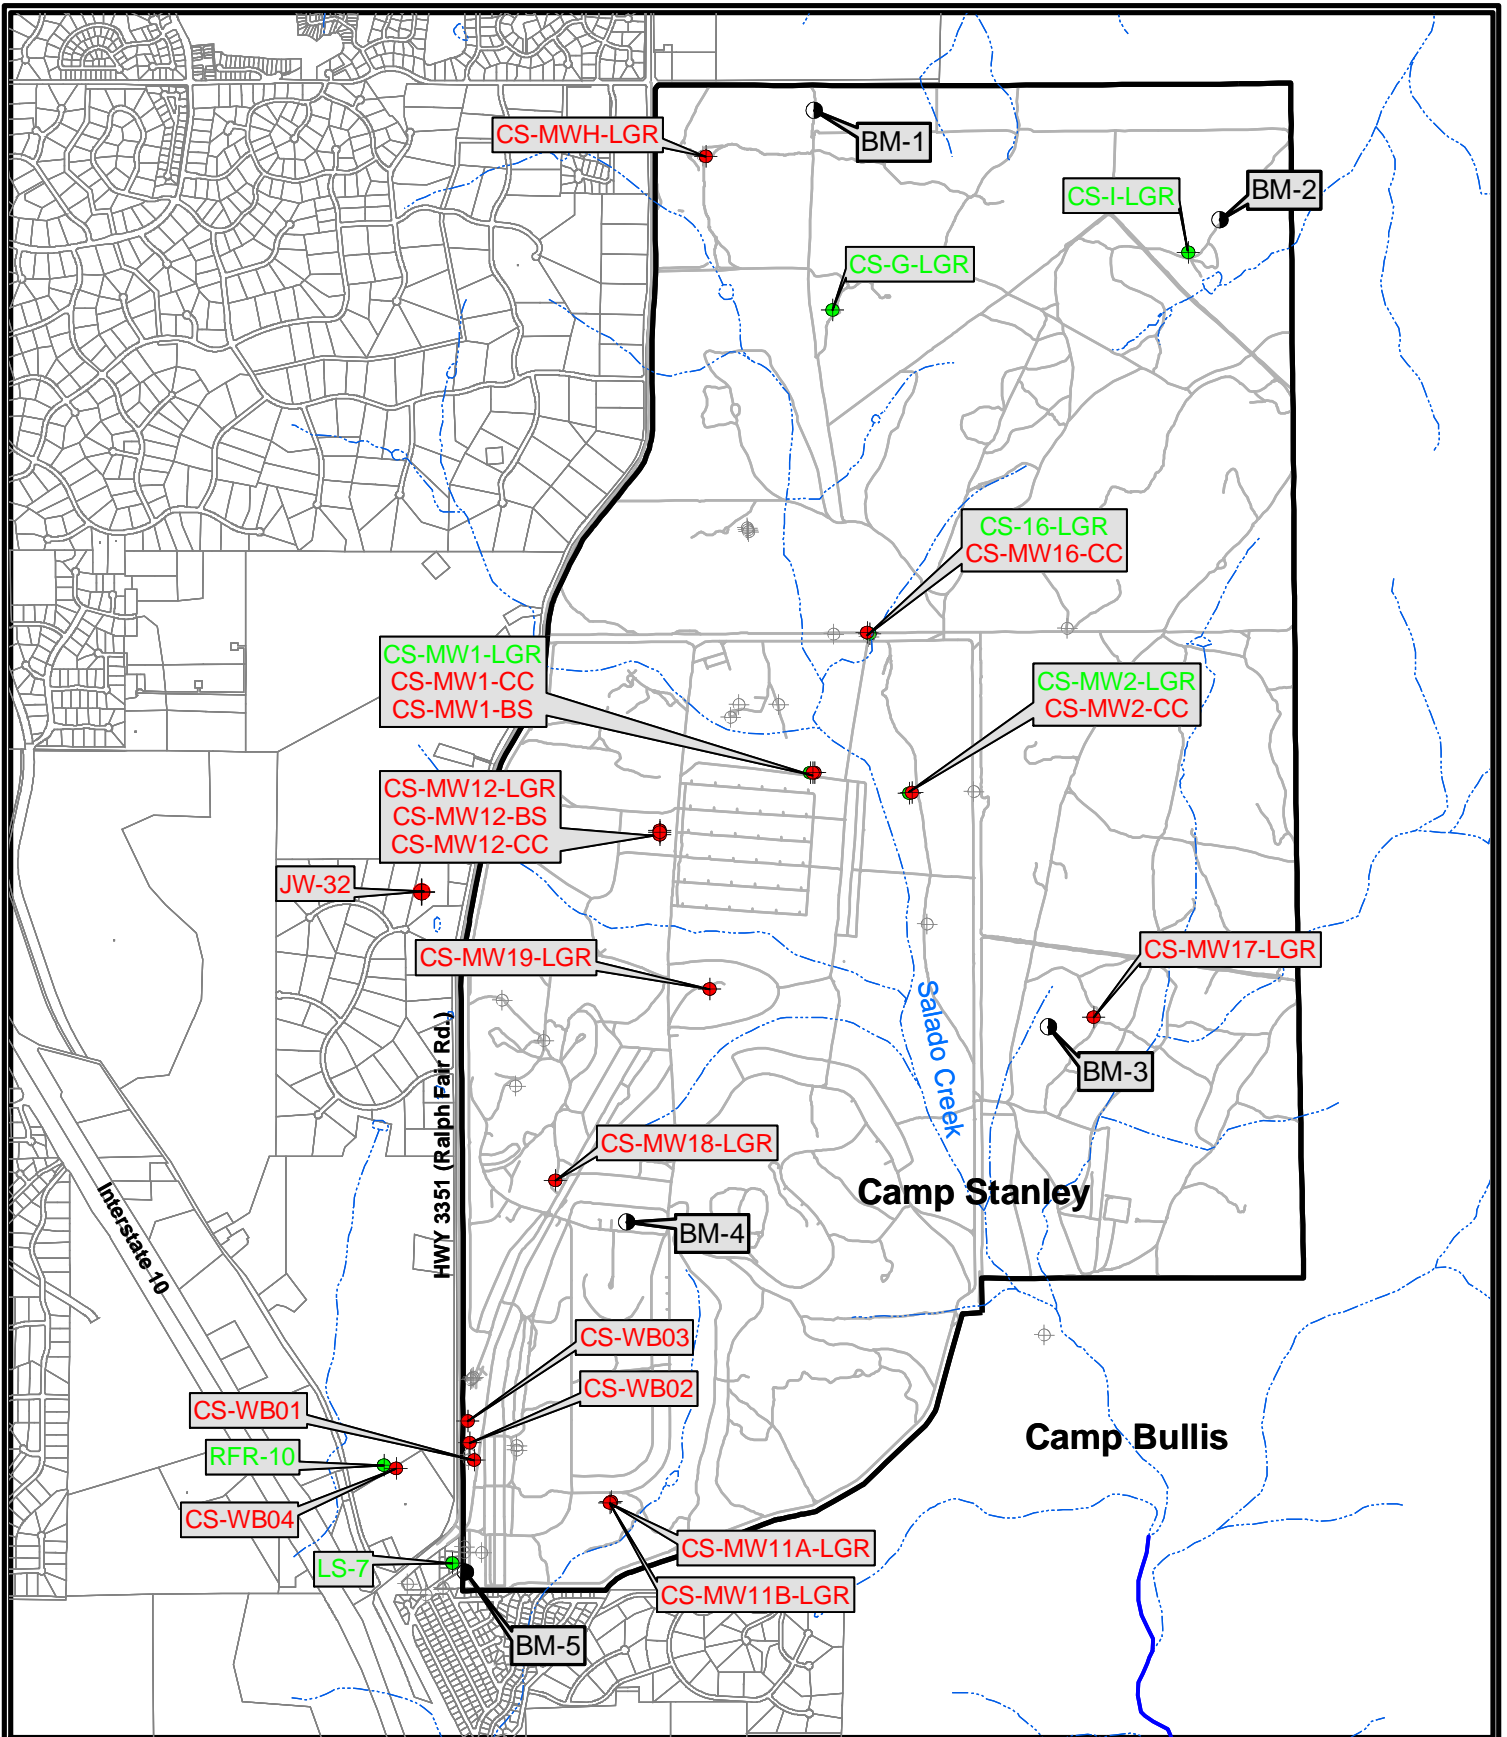 CS-MWH-LGR
BM-1
CS-I-LGR
BM-2
CS-G-LGR
CS-16-LGR
CS-MW16-CC
CS-MW1-LGR
CS-MW1-CC
CS-MW1-BS
CS-MW2-LGR
CS-MW2-CC
CS-MW12-LGR
CS-MW12-BS
CS-MW12-CC
JW-32
CS-MW19-LGR
CS-MW17-LGR
Salado Creek
BM-3
HWY 3351 (Ralph Fair Rd.)
CS-MW18-LGR
Camp Stanley
Interstate 10
BM-4
CS-WB03
CS-WB02
CS-WB01
Camp Bullis
RFR-10
CS-WB04
CS-MW11A-LGR
LS-7
CS-MW11B-LGR
BM-5